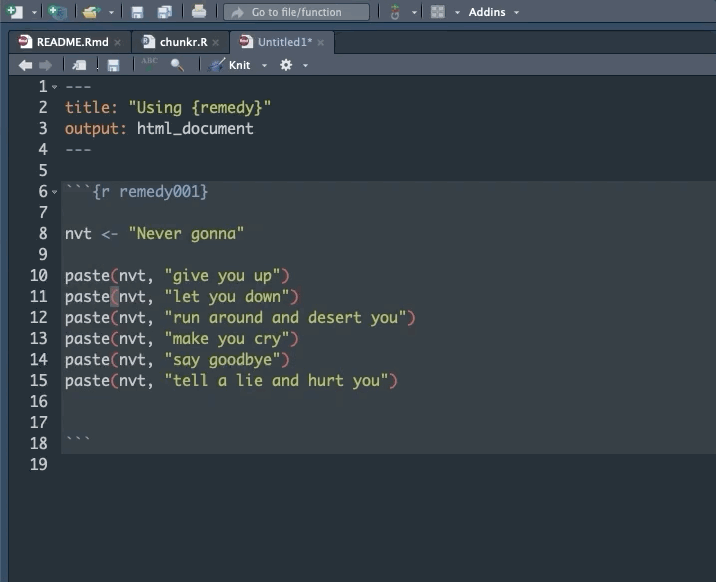 Go to file/function
Addins
README.Rmd
chunkr.R
Untitled1*
ABC
Knit
1 ---
2 title: "Using {remedy}"
3 output: html_document
4 ---
5
6 ```{r remedy001}
7
8 nvt <- "Never gonna"
9
10 paste(nvt, "give you up")
11 paste(nvt, "let you down")
12 paste(nvt, "run around and desert you")
13 paste(nvt, "make you cry")
14 paste(nvt, "say goodbye")
15 paste(nvt, "tell a lie and hurt you")
16
17
18 ```
19